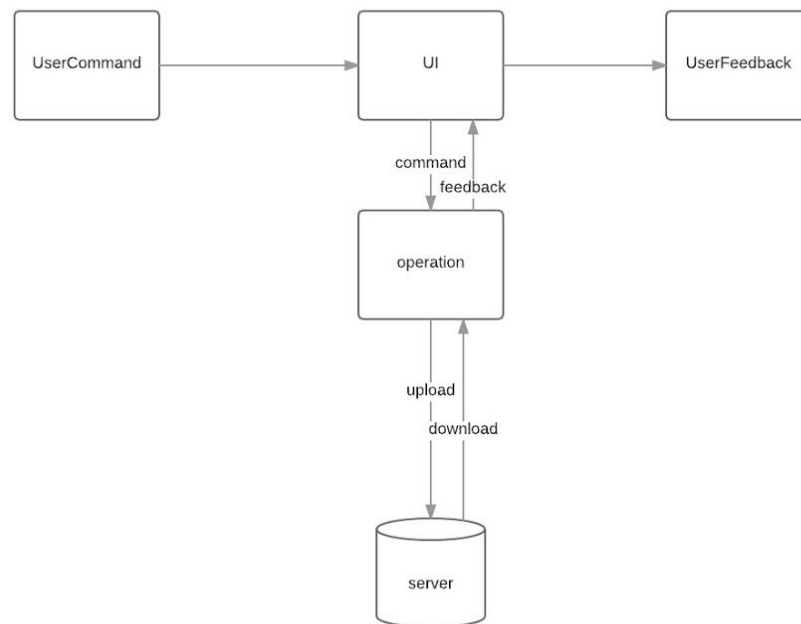 UserCommand
UI
UserFeedback
command
feedback
operation
upload
download
server